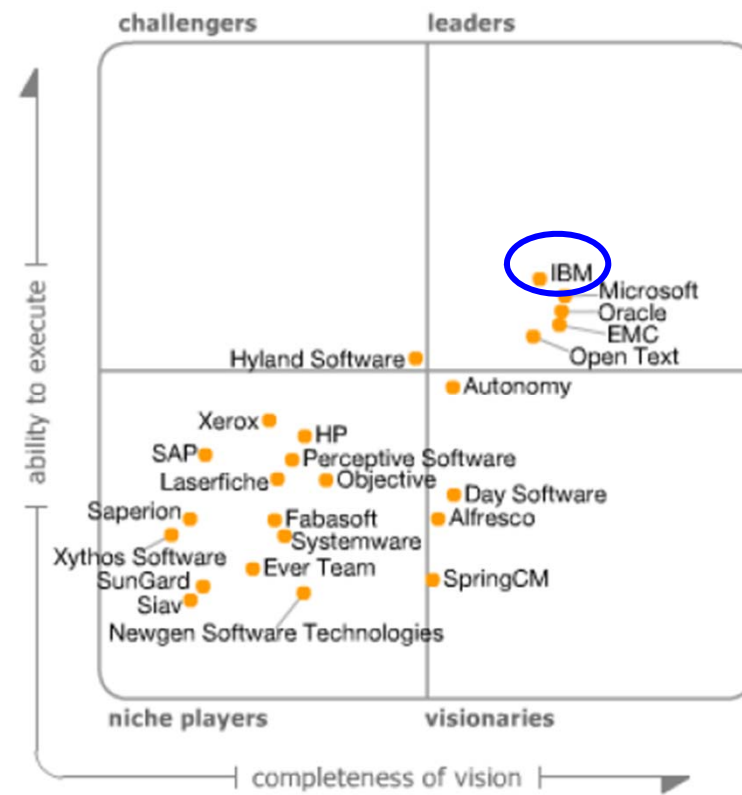 challengers
leaders
ability to execute
IBM
Microsoft
Oracle
EMC
Open Text
Hyland Software
Autonomy
Xerox
HP
SAP
Perceptive Software
Laserfiche
Objective
Day Software
Saperion
Fabasoft
Alfresco
Systemware
Xythos Software
Ever Team
SunGard
SpringCM
Siav
Newgen Software Technologies
niche players
visionaries
completeness of vision